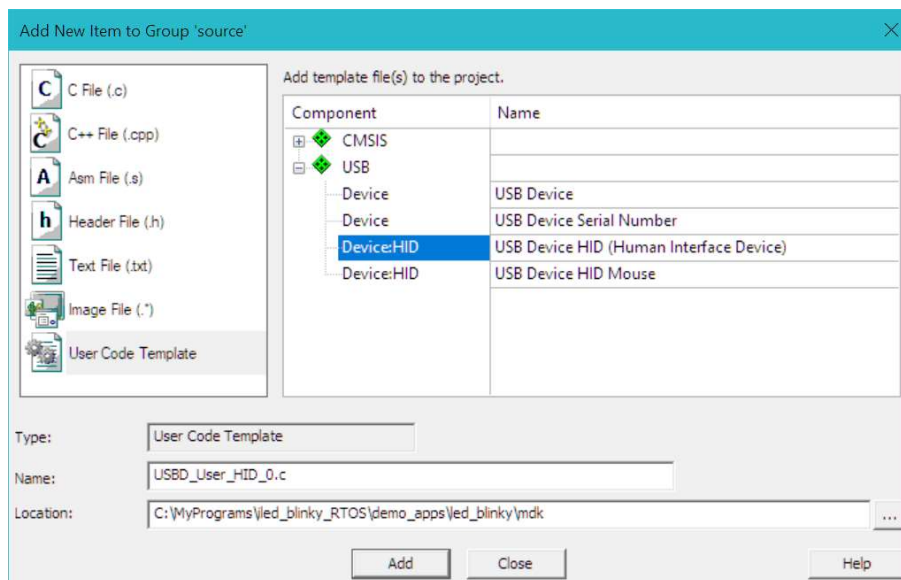 Add New Item to Group 'source'
C File (.c)
C++ File (.cpp)
Asm File (.s)
Header File (.h)
Text File (.txt)
Image File (.*)
User Code Template
Add template file(s) to the project.
Component Name
CMSIS
USB
Device USB Device
Device USB Device Serial Number
Device:HID USB Device HID (Human Interface Device)
Device:HID USB Device HID Mouse
Type: User Code Template
Name: USBD_User_HID_0.c
Location: C:\MyPrograms\led_blinky_RTOS\demo_apps\led_blinky\mdk ...
Add Close Help